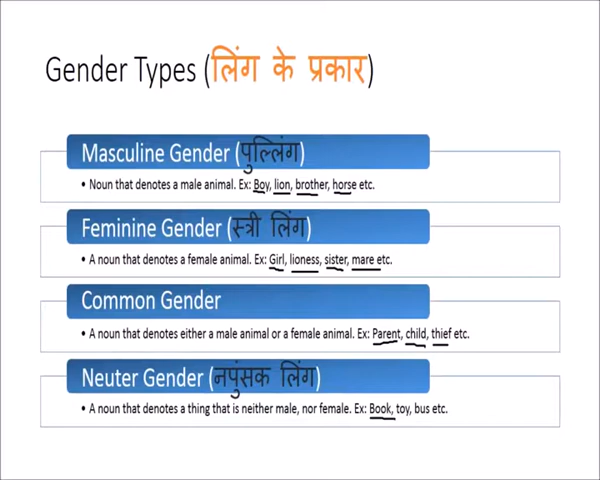 Gender Types (लिंग के प्रकार)
Masculine Gender (पुल्लिंग)
• Noun that denotes a male animal. Ex: Boy, lion, brother, horse etc.
Feminine Gender (स्त्री लिंग)
• A noun that denotes a female animal. Ex: Girl, lioness, sister, mare etc.
Common Gender
• A noun that denotes either a male animal or a female animal. Ex: Parent, child, thief etc.
Neuter Gender (नपुंसक लिंग)
• A noun that denotes a thing that is neither male, nor female. Ex: Book, toy, bus etc.